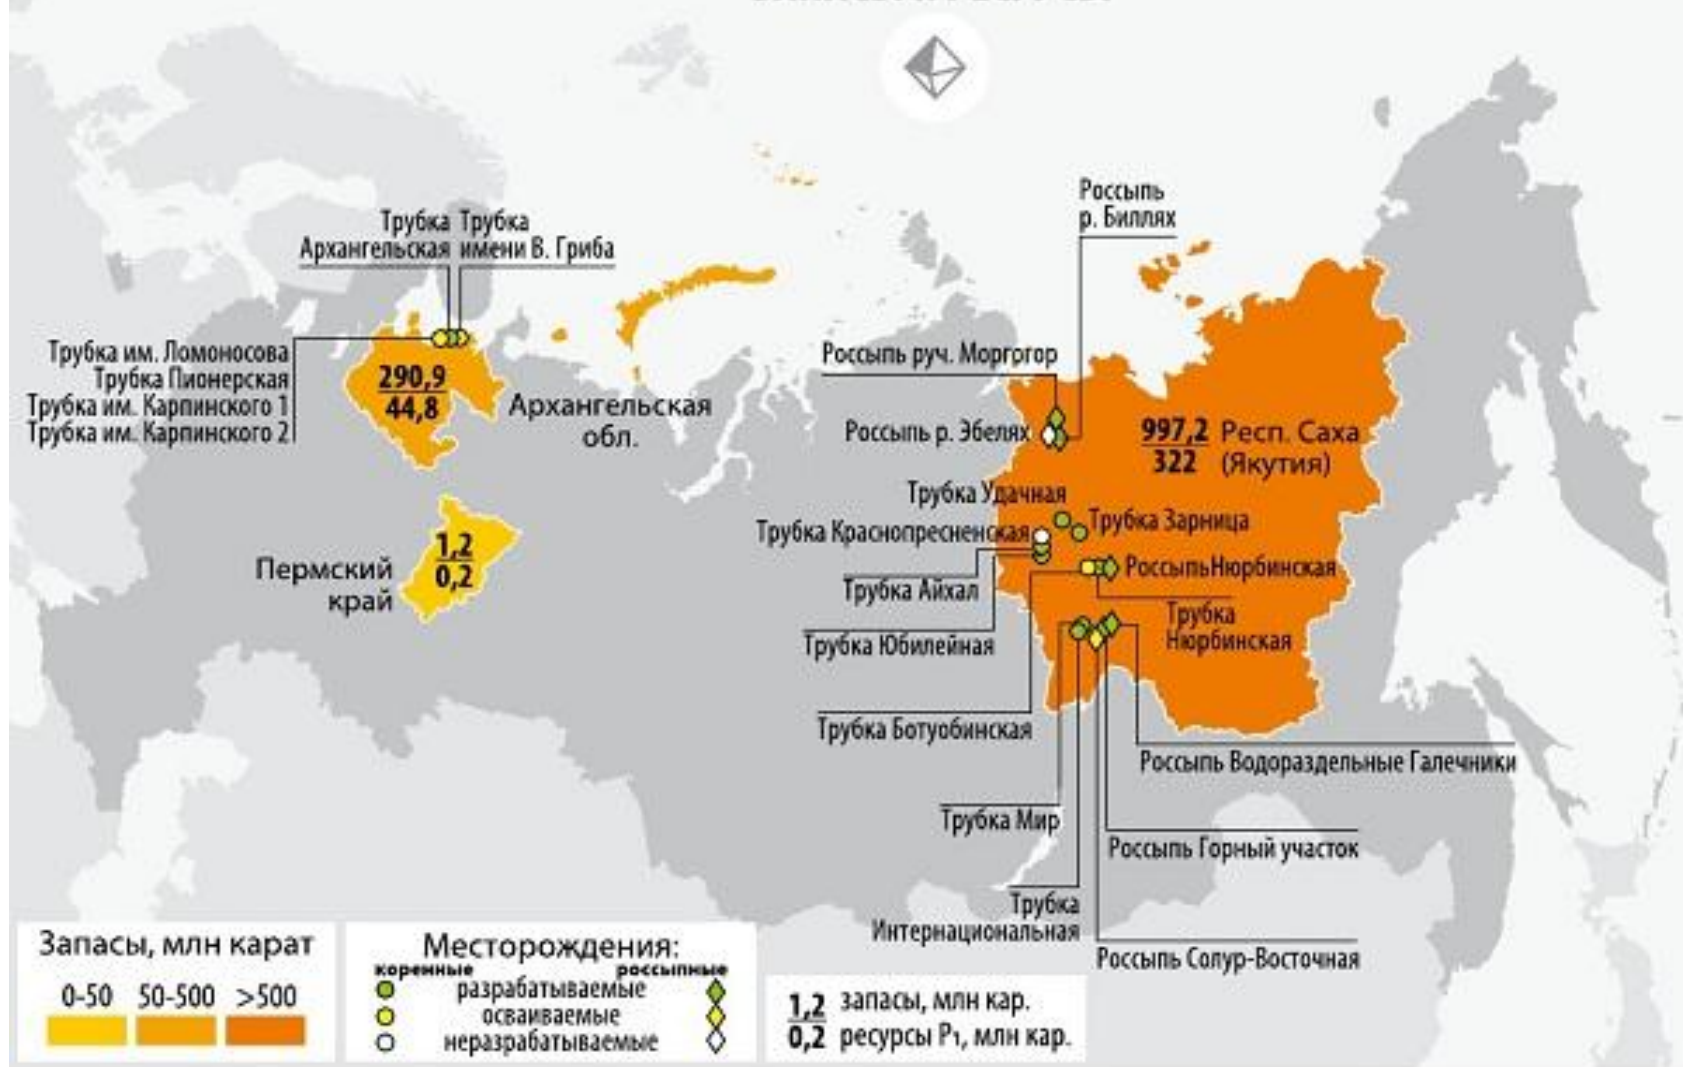 Трубка
Архангельская
Трубка
имени В. Гриба
Трубка им. Ломоносова
Трубка Пионерская
Трубка им. Карпинского 1
Трубка им. Карпинского 2
290,9
44,8
Архангельская
обл.
Пермский
край
1,2
0,2
Россыпь
р. Биллях
Россыпь руч. Моргогор
Россыпь р. Эбелях
997,2
322
Респ. Саха
(Якутия)
Трубка Удачная
Трубка Зарница
Трубка Краснопресненская
Трубка Айхал
РоссыпьНюрбинская
Трубка
Нюрбинская
Трубка Юбилейная
Трубка Ботуобинская
Россыпь Водораздельные Галечники
Трубка Мир
Россыпь Горный участок
Трубка
Интернациональная
Россыпь Солур-Восточная
Запасы, млн карат
0-50 50-500 >500
Месторождения:
коренные россыпные
разрабатываемые
осваиваемые
неразрабатываемые
1,2 запасы, млн кар.
0,2 ресурсы P₁, млн кар.